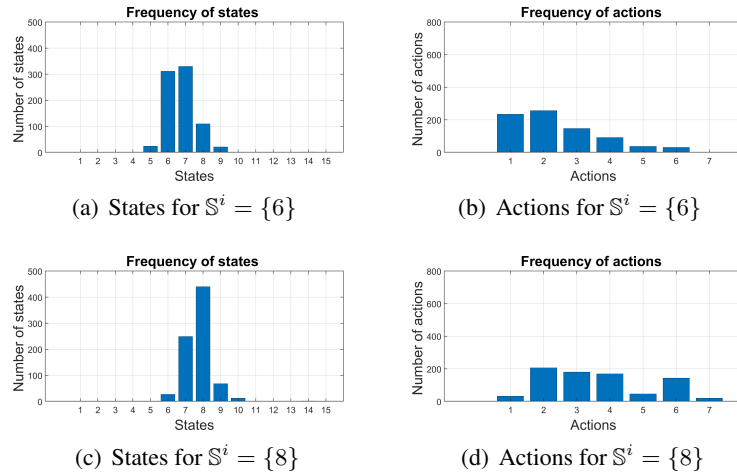 Frequency of states
Number of states
500
400
300
200
100
0
1 2 3 4 5 6 7 8 9 10 11 12 13 14 15
States
(a) States for 𝕊^i = {6}
Frequency of actions
Number of actions
800
600
400
200
0
1 2 3 4 5 6 7
Actions
(b) Actions for 𝕊^i = {6}
Frequency of states
Number of states
500
400
300
200
100
0
1 2 3 4 5 6 7 8 9 10 11 12 13 14 15
States
(c) States for 𝕊^i = {8}
Frequency of actions
Number of actions
800
600
400
200
0
1 2 3 4 5 6 7
Actions
(d) Actions for 𝕊^i = {8}